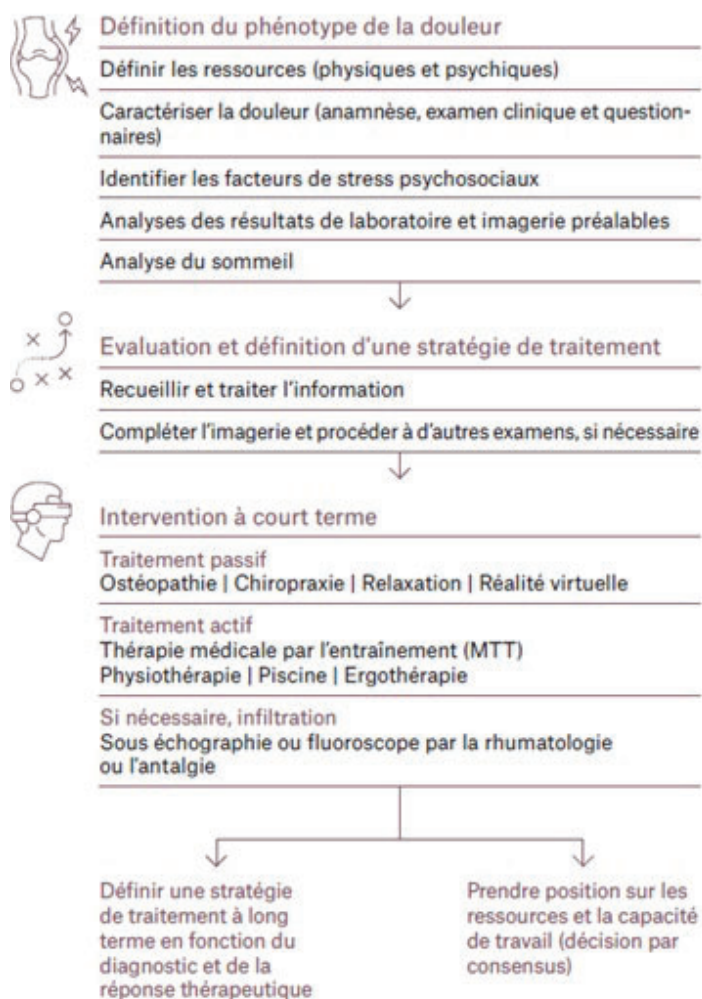 Définition du phénotype de la douleur
Définir les ressources (physiques et psychiques)
Caractériser la douleur (anamnèse, examen clinique et question-
naires)
Identifier les facteurs de stress psychosociaux
Analyses des résultats de laboratoire et imagerie préalables
Analyse du sommeil
Evaluation et définition d'une stratégie de traitement
Recueillir et traiter l'information
Compléter l'imagerie et procéder à d'autres examens, si nécessaire
Intervention à court terme
Traitement passif
Ostéopathie | Chiropraxie | Relaxation | Réalité virtuelle
Traitement actif
Thérapie médicale par l'entraînement (MTT)
Physiothérapie | Piscine | Ergothérapie
Si nécessaire, infiltration
Sous échographie ou fluoroscope par la rhumatologie
ou l'antalgie
Définir une stratégie
de traitement à long
terme en fonction du
diagnostic et de la
réponse thérapeutique
Prendre position sur les
ressources et la capacité
de travail (décision par
consensus)